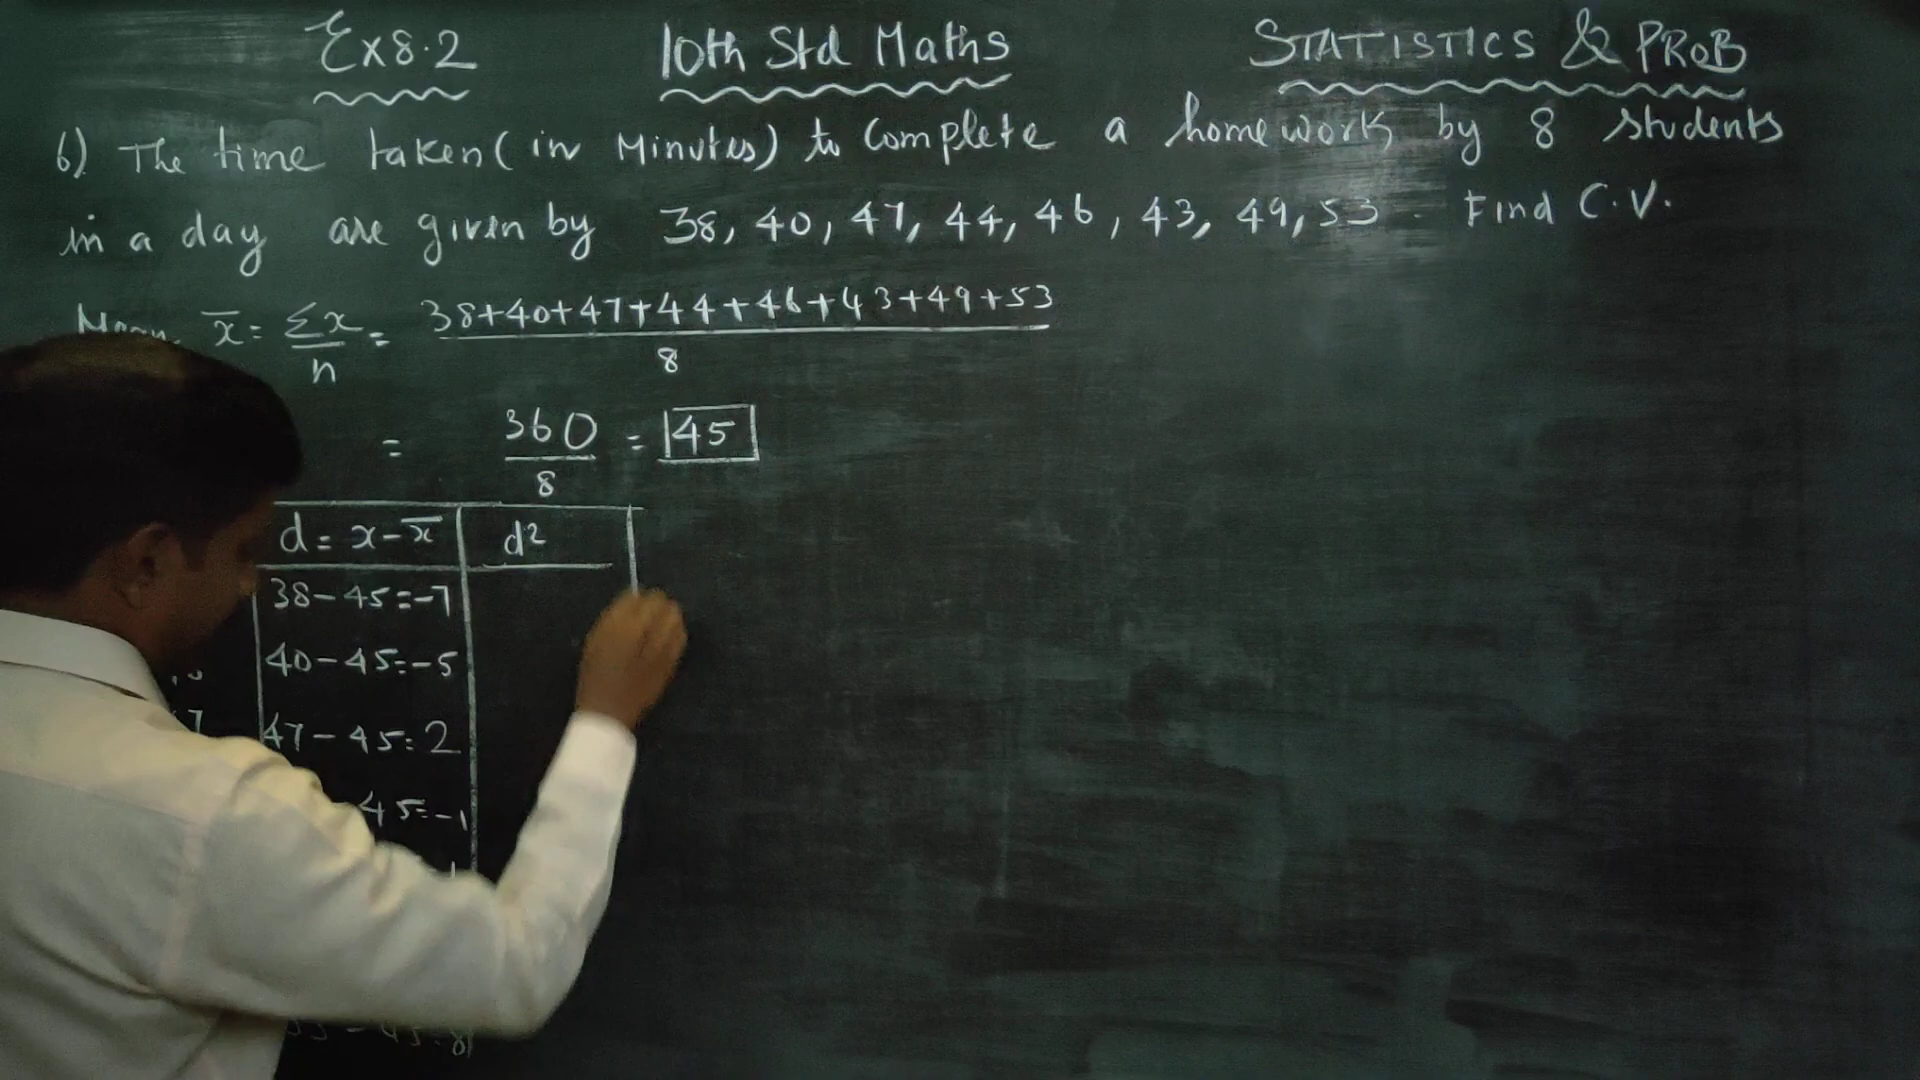 Ex 8.2 10th Std Maths STATISTICS & PROB
6) The time taken (in Minutes) to Complete a homework by 8 students
in a day are given by 38, 40, 47, 44, 46, 43, 49, 53. Find C.V.
Mean x̄ = Σx/n = 38+40+47+44+46+43+49+53/8
= 360/8 = 45
d = x - x̄ d²
38 - 45 = -7
40 - 45 = -5
47 - 45 = 2
45 = -1